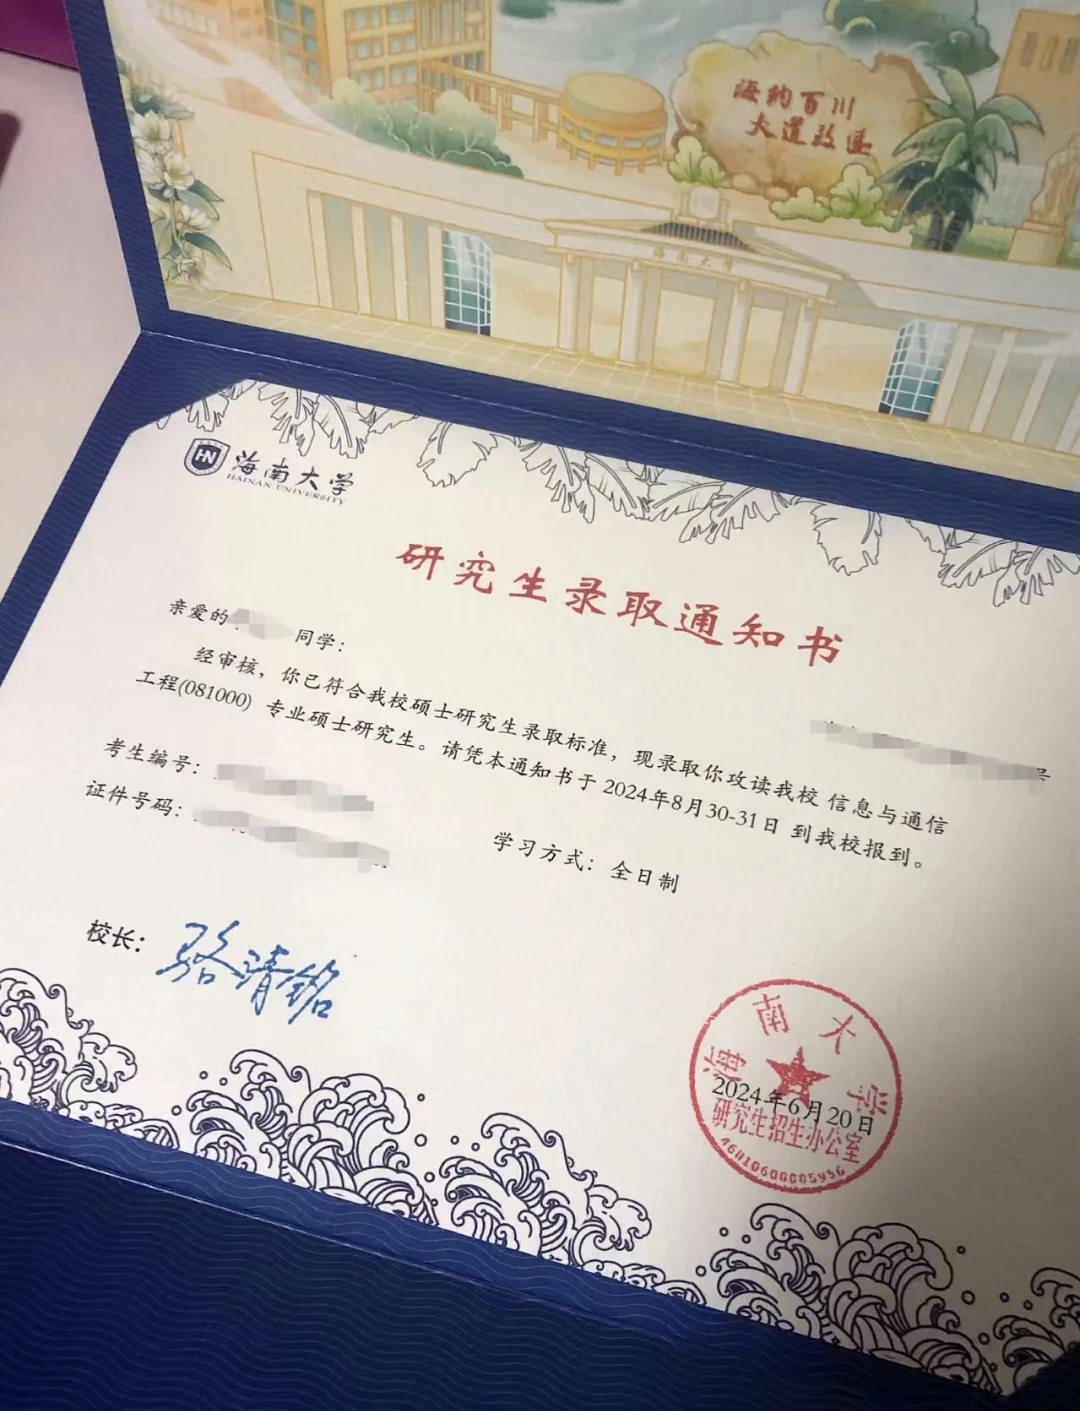 海纳百川
大道致远
海南大学
HN
海南大学
HAINAN UNIVERSITY
研究生录取通知书
亲爱的 同学：
号
经审核，你已符合我校硕士研究生录取标准，现录取你攻读我校 信息与通信
工程(081000) 专业硕士研究生。请凭本通知书于 2024年8月30-31日 到我校报到。
考生编号：
证件号码：
学习方式：全日制
校长：骆清铭
海南大学
2024年6月20日
研究生招生办公室
46010600005956